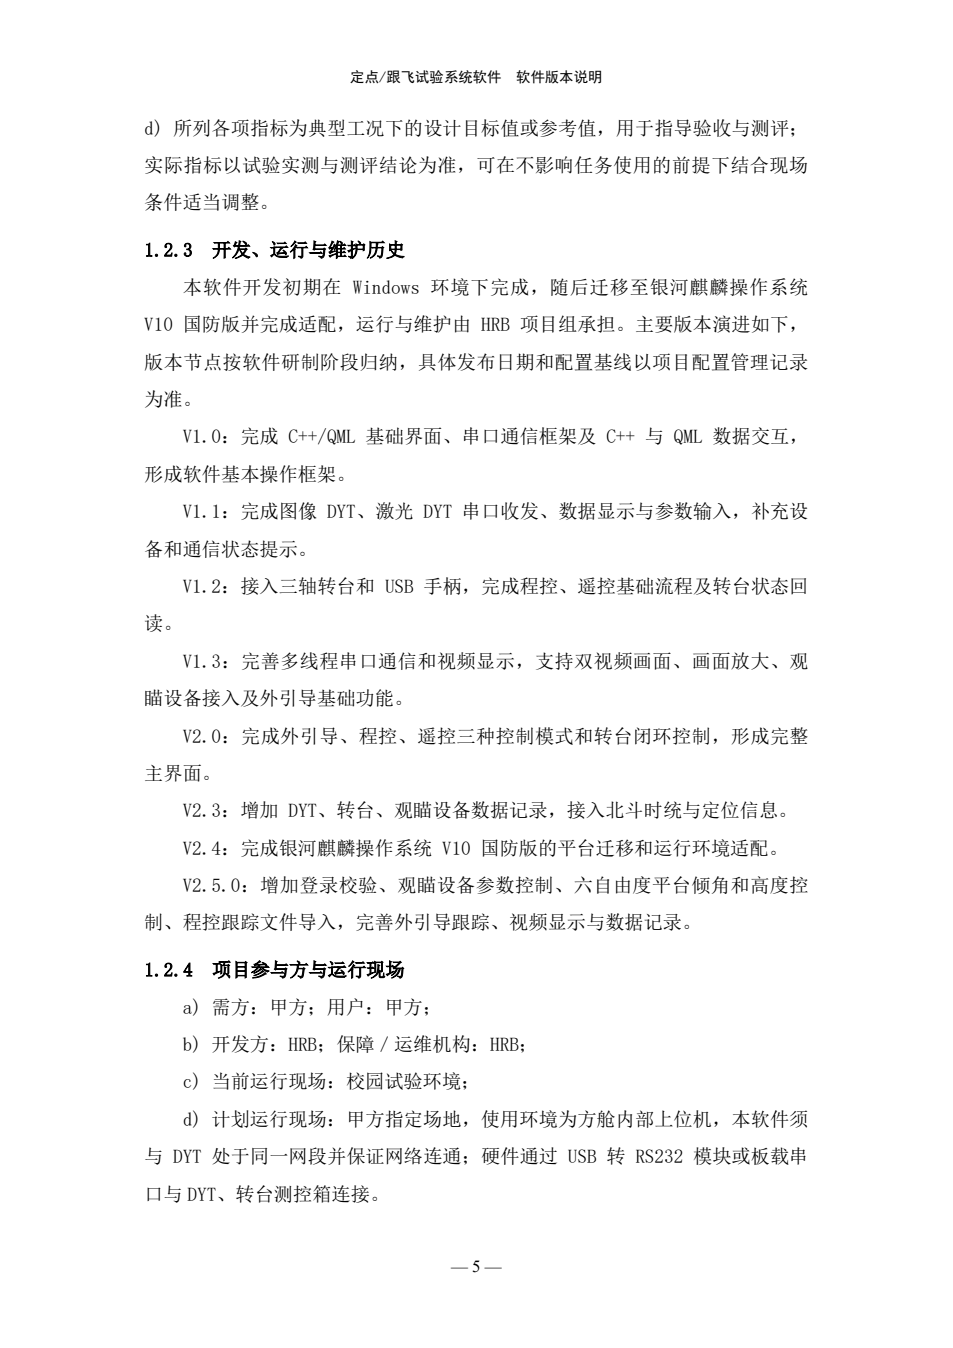 定点/跟飞试验系统软件　软件版本说明
d) 所列各项指标为典型工况下的设计目标值或参考值，用于指导验收与测评；
实际指标以试验实测与测评结论为准，可在不影响任务使用的前提下结合现场
条件适当调整。
1.2.3 开发、运行与维护历史
本软件开发初期在 Windows 环境下完成，随后迁移至银河麒麟操作系统
V10 国防版并完成适配，运行与维护由 HRB 项目组承担。主要版本演进如下，
版本节点按软件研制阶段归纳，具体发布日期和配置基线以项目配置管理记录
为准。
V1.0：完成 C++/QML 基础界面、串口通信框架及 C++ 与 QML 数据交互，
形成软件基本操作框架。
V1.1：完成图像 DYT、激光 DYT 串口收发、数据显示与参数输入，补充设
备和通信状态提示。
V1.2：接入三轴转台和 USB 手柄，完成程控、遥控基础流程及转台状态回
读。
V1.3：完善多线程串口通信和视频显示，支持双视频画面、画面放大、观
瞄设备接入及外引导基础功能。
V2.0：完成外引导、程控、遥控三种控制模式和转台闭环控制，形成完整
主界面。
V2.3：增加 DYT、转台、观瞄设备数据记录，接入北斗时统与定位信息。
V2.4：完成银河麒麟操作系统 V10 国防版的平台迁移和运行环境适配。
V2.5.0：增加登录校验、观瞄设备参数控制、六自由度平台倾角和高度控
制、程控跟踪文件导入，完善外引导跟踪、视频显示与数据记录。
1.2.4 项目参与方与运行现场
a) 需方：甲方；用户：甲方；
b) 开发方：HRB；保障 / 运维机构：HRB；
c) 当前运行现场：校园试验环境；
d) 计划运行现场：甲方指定场地，使用环境为方舱内部上位机，本软件须
与 DYT 处于同一网段并保证网络连通；硬件通过 USB 转 RS232 模块或板载串
口与 DYT、转台测控箱连接。
— 5 —